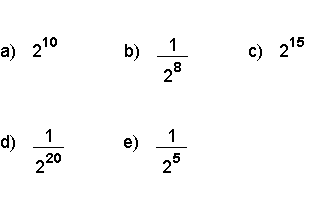 a) 2^10 b) 1/2^8 c) 2^15
d) 1/2^20 e) 1/2^5